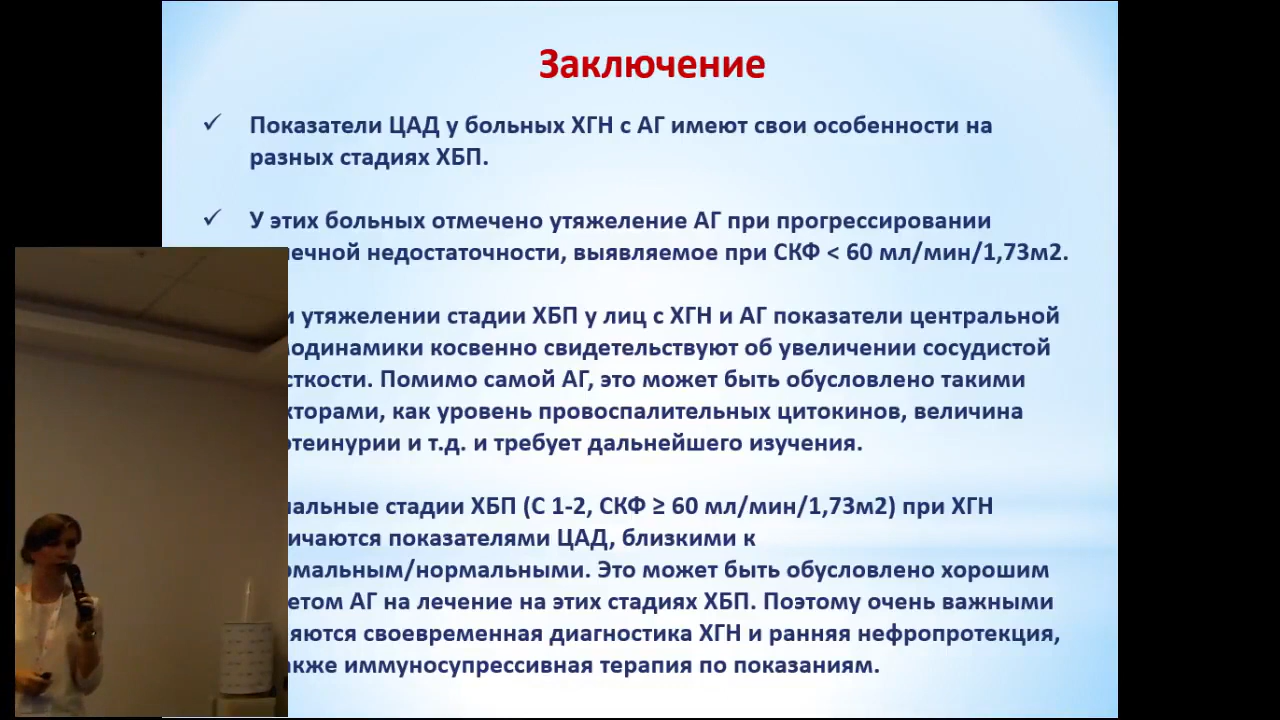 Заключение
✓ Показатели ЦАД у больных ХГН с АГ имеют свои особенности на
разных стадиях ХБП.
✓ У этих больных отмечено утяжеление АГ при прогрессировании
недостаточности, выявляемое при СКФ < 60 мл/мин/1,73м2.
утяжелении стадии ХБП у лиц с ХГН и АГ показатели центральной
косвенно свидетельствуют об увеличении сосудистой
Помимо самой АГ, это может быть обусловлено такими
как уровень провоспалительных цитокинов, величина
и т.д. и требует дальнейшего изучения.
стадии ХБП (С 1-2, СКФ ≥ 60 мл/мин/1,73м2) при ХГН
показателями ЦАД, близкими к
Это может быть обусловлено хорошим
АГ на лечение на этих стадиях ХБП. Поэтому очень важными
своевременная диагностика ХГН и ранняя нефропротекция,
иммуносупрессивная терапия по показаниям.